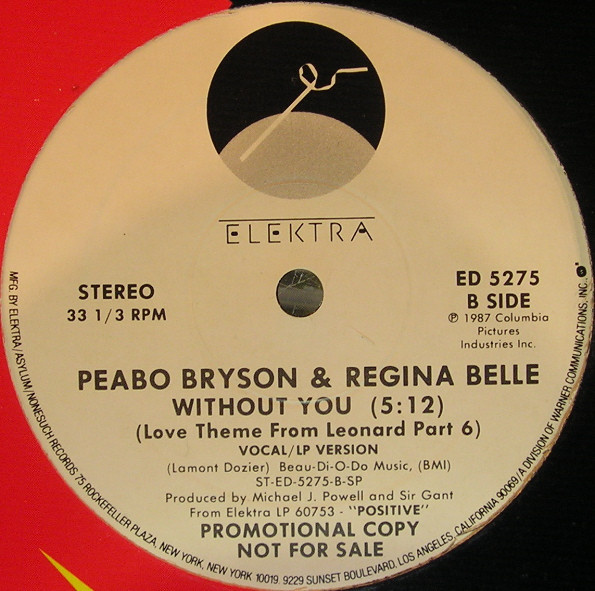 ELEKTRA
STEREO
33 1/3 RPM
ED 5275
B SIDE
℗ 1987 Columbia
Pictures
Industries Inc.
PEABO BRYSON & REGINA BELLE
WITHOUT YOU (5:12)
(Love Theme From Leonard Part 6)
VOCAL/LP VERSION
(Lamont Dozier) Beau-Di-O-Do Music, (BMI)
ST-ED-5275-B-SP
Produced by Michael J. Powell and Sir Gant
From Elektra LP 60753 - "POSITIVE"
PROMOTIONAL COPY
NOT FOR SALE
MFG. BY ELEKTRA/ASYLUM/NONESUCH RECORDS 75 ROCKEFELLER PLAZA, NEW YORK, NEW YORK 10019. 9229 SUNSET BOULEVARD, LOS ANGELES, CALIFORNIA 90069/A DIVISION OF WARNER COMMUNICATIONS, INC.